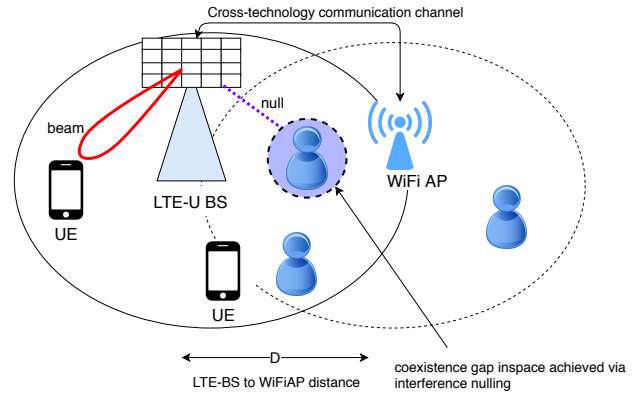 Cross-technology communication channel
null
beam
WiFi AP
LTE-U BS
UE
UE
D
LTE-BS to WiFiAP distance
coexistence gap inspace achieved via
interference nulling